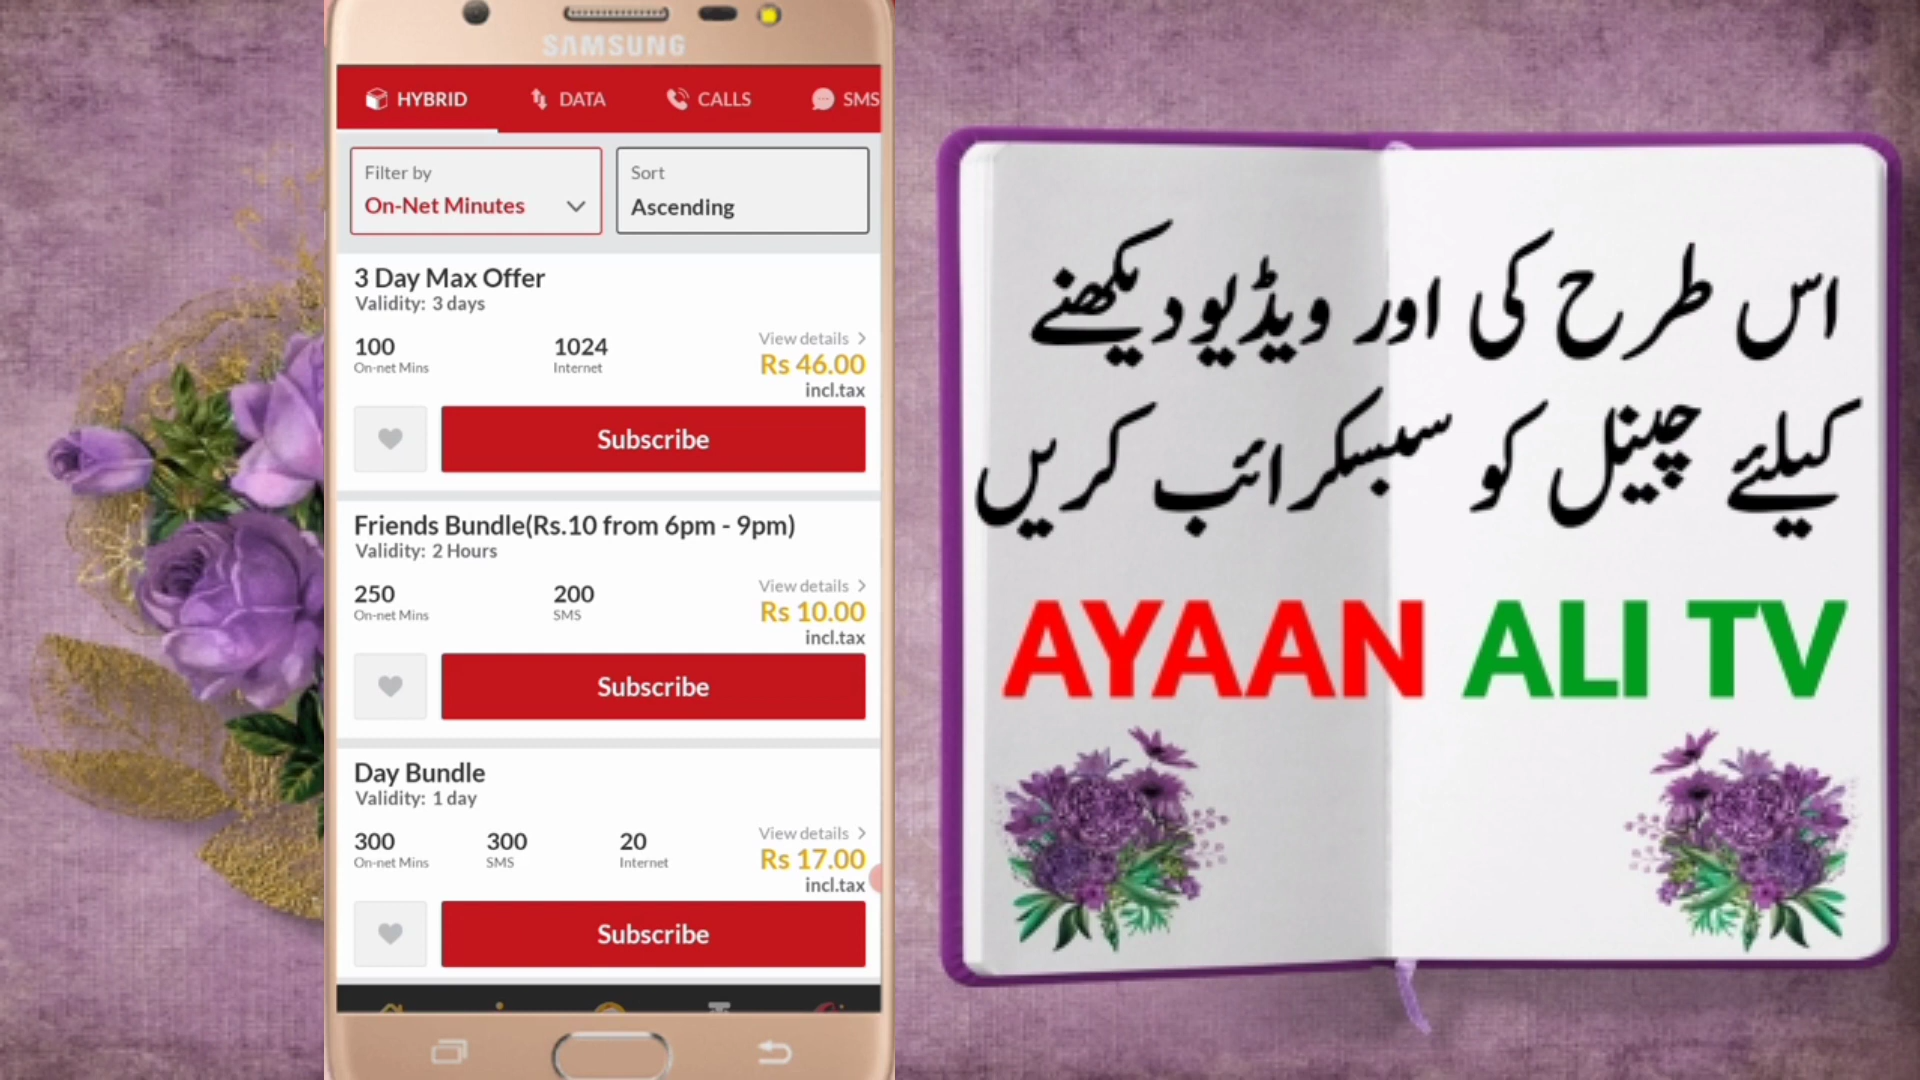 SAMSUNG
HYBRID DATA CALLS SMS
Filter by
On-Net Minutes
Sort
Ascending
3 Day Max Offer
Validity: 3 days
100
On-net Mins
1024
Internet
View details
Rs 46.00
incl.tax
Subscribe
Friends Bundle(Rs.10 from 6pm - 9pm)
Validity: 2 Hours
250
On-net Mins
200
SMS
View details
Rs 10.00
incl.tax
Subscribe
Day Bundle
Validity: 1 day
300
On-net Mins
300
SMS
20
Internet
View details
Rs 17.00
incl.tax
Subscribe
اس طرح کی اور ویڈیو دیکھنے
کیلئے چینل کو سبسکرائب کریں
AYAAN ALI TV